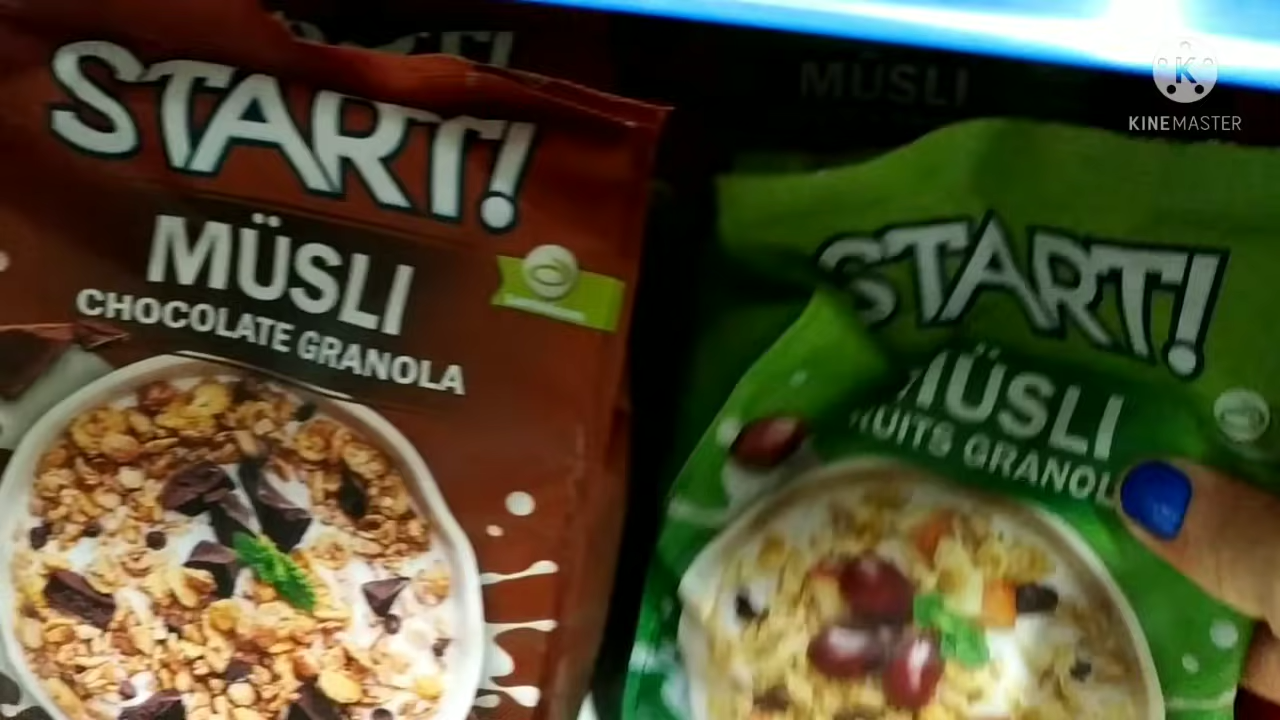 START!
MÜSLI
CHOCOLATE GRANOLA
MÜSLI
KINEMASTER
START!
MÜSLI
GRANOL